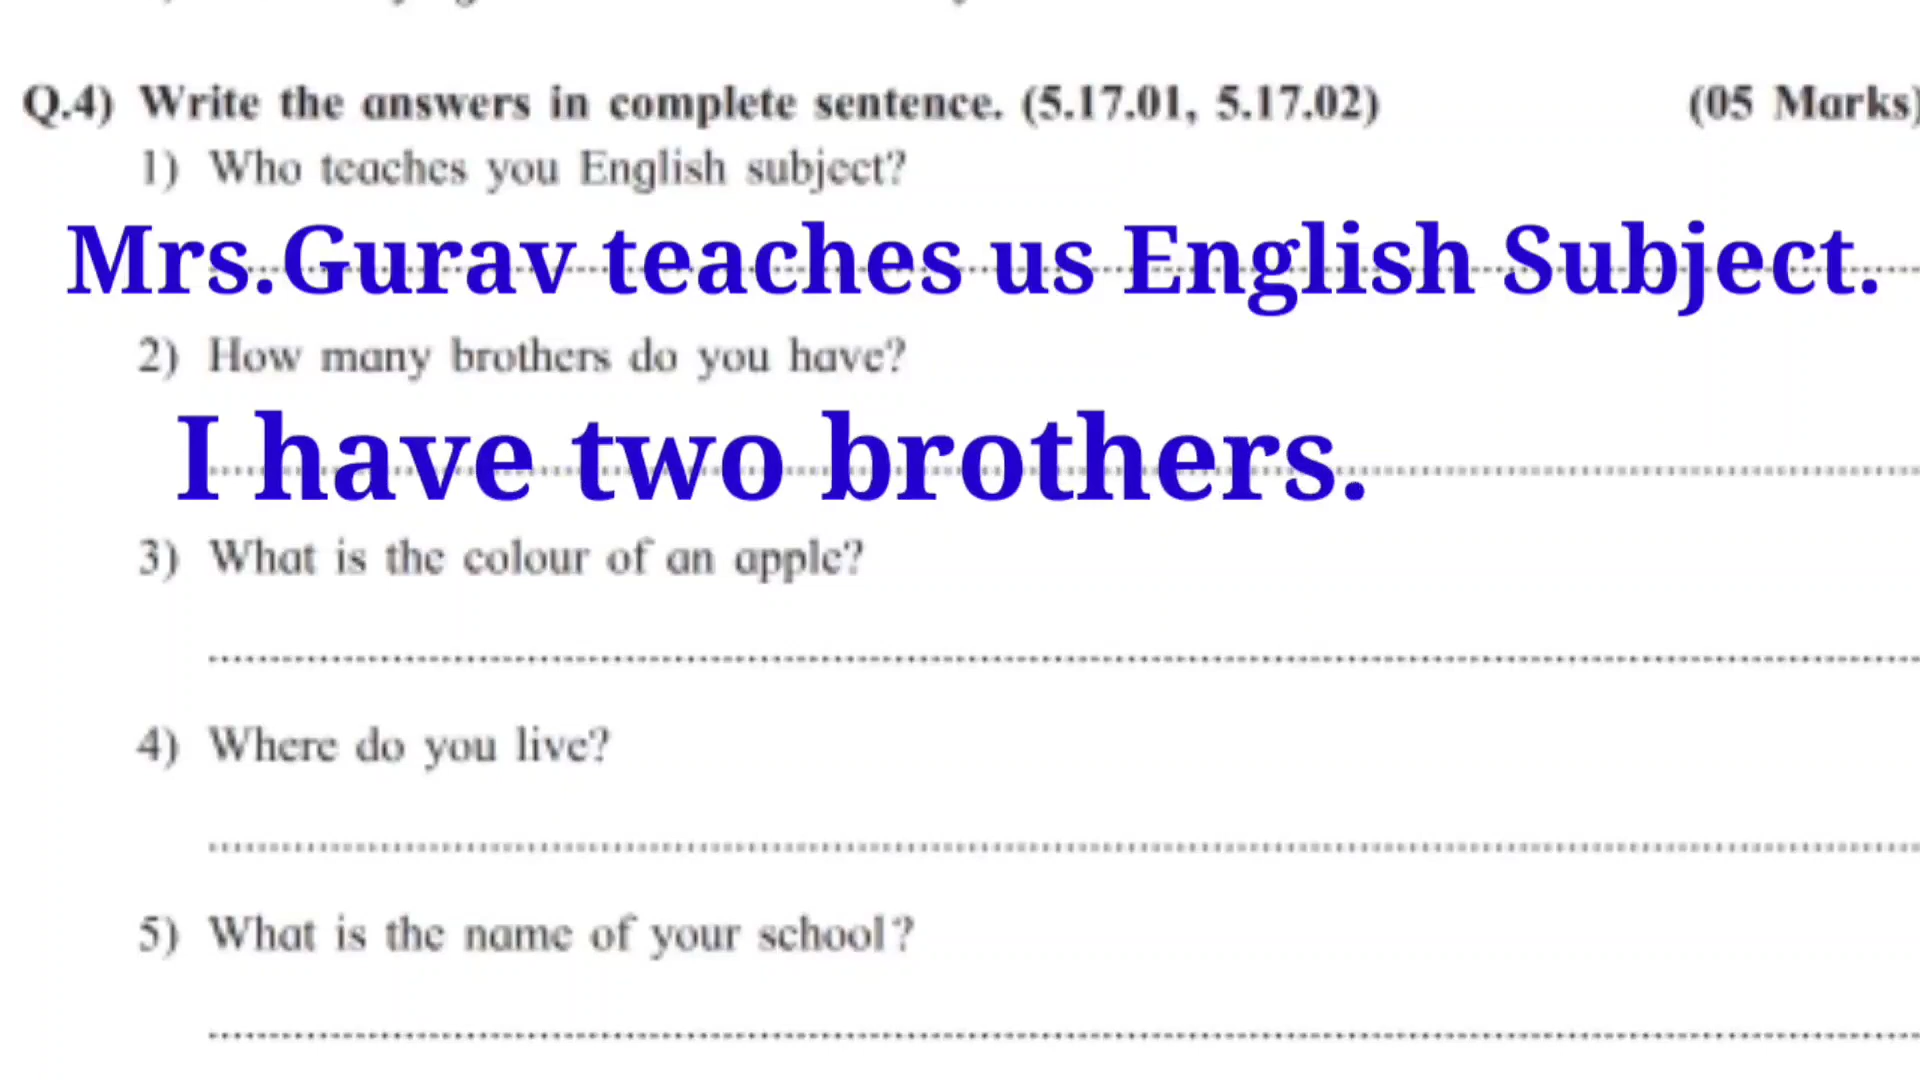 Q.4) Write the answers in complete sentence. (5.17.01, 5.17.02) (05 Marks)
1) Who teaches you English subject?
Mrs.Gurav teaches us English Subject.
2) How many brothers do you have?
I have two brothers.
3) What is the colour of an apple?
4) Where do you live?
5) What is the name of your school?